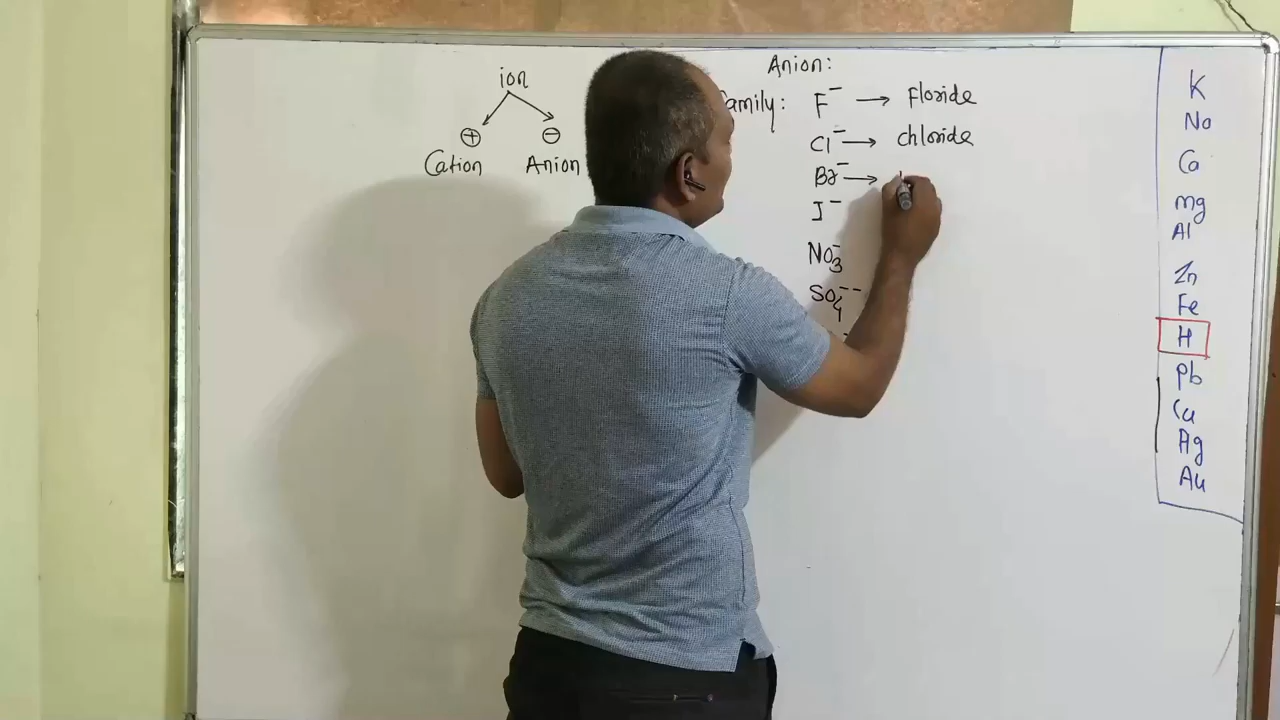 ion
⊕ ⊖
Cation Anion
Anion:
family: F⁻ → Floride
Cl⁻ → chloride
Br⁻ →
I⁻
NO₃⁻
SO₄⁻⁻
K
Na
Ca
mg
Al
Zn
Fe
H
Pb
Cu
Ag
Au